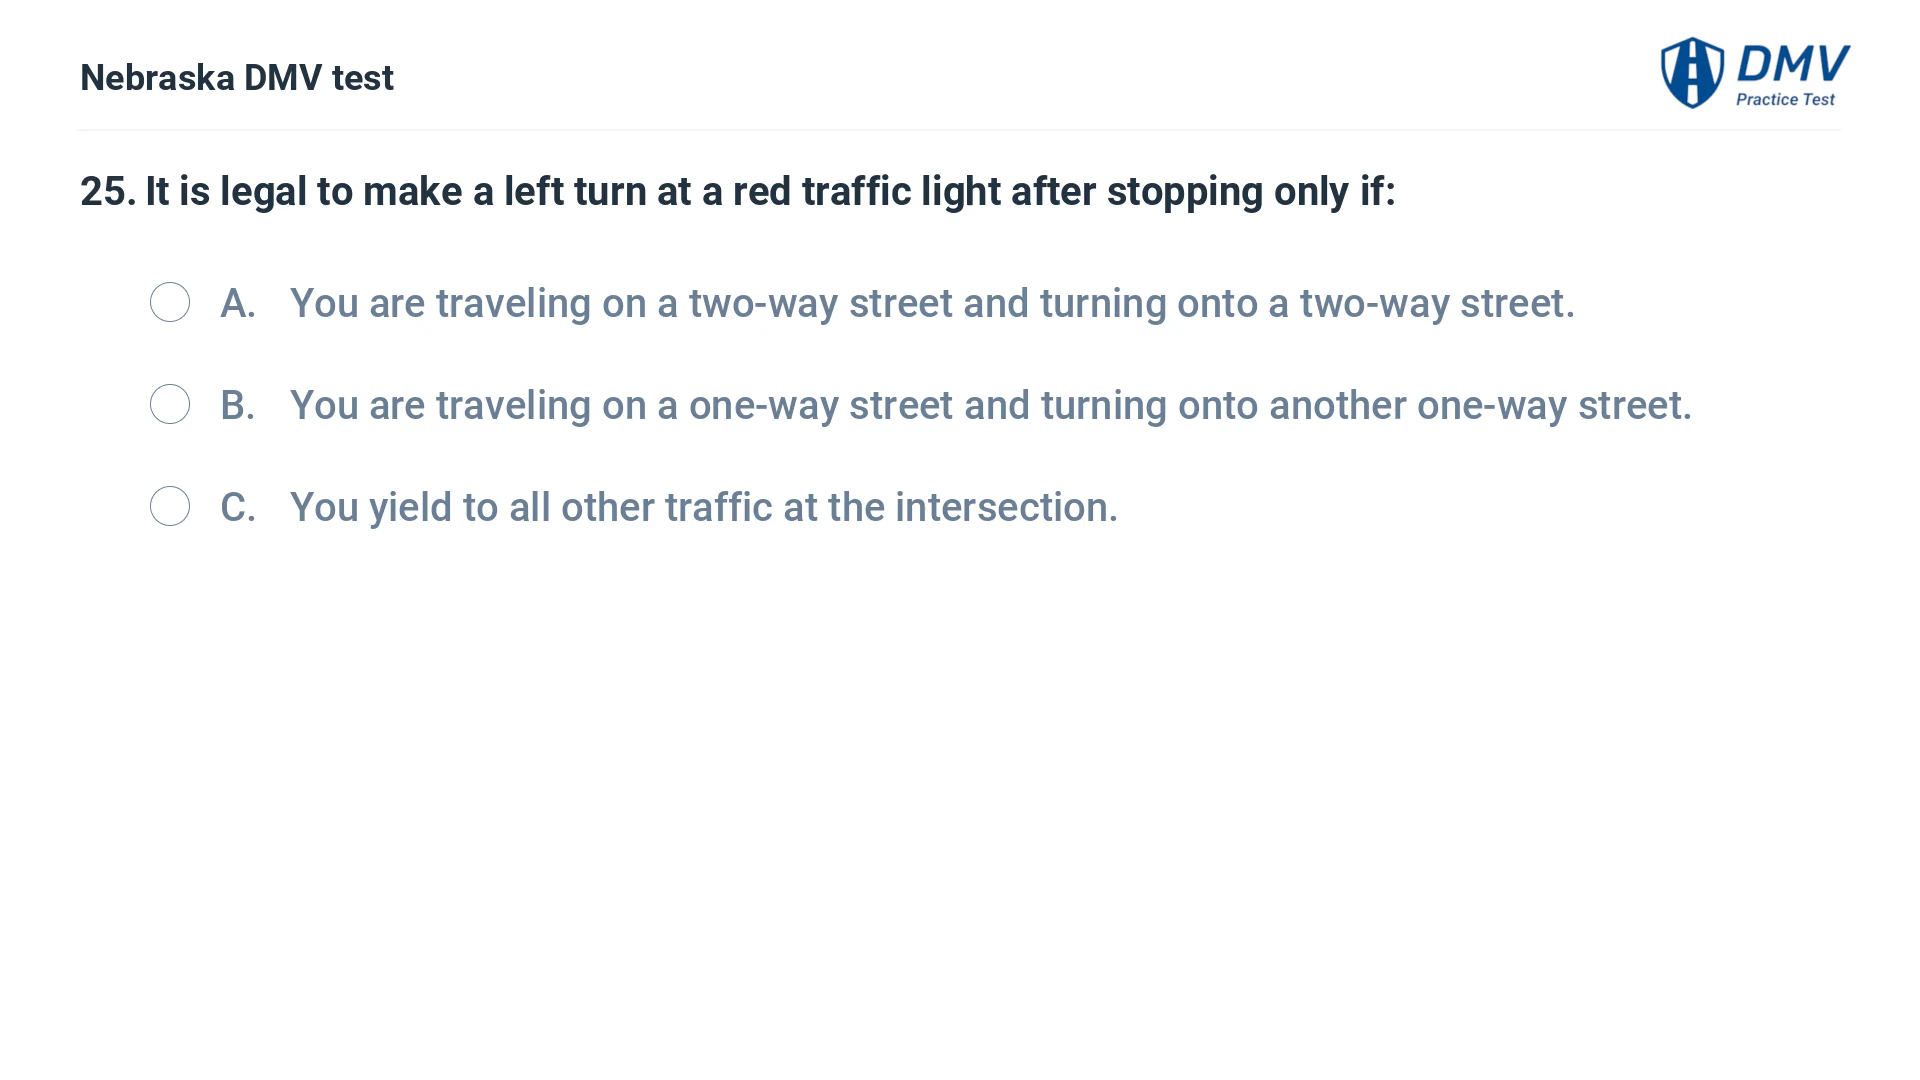 Nebraska DMV test
DMV
Practice Test
25. It is legal to make a left turn at a red traffic light after stopping only if:
A. You are traveling on a two-way street and turning onto a two-way street.
B. You are traveling on a one-way street and turning onto another one-way street.
C. You yield to all other traffic at the intersection.